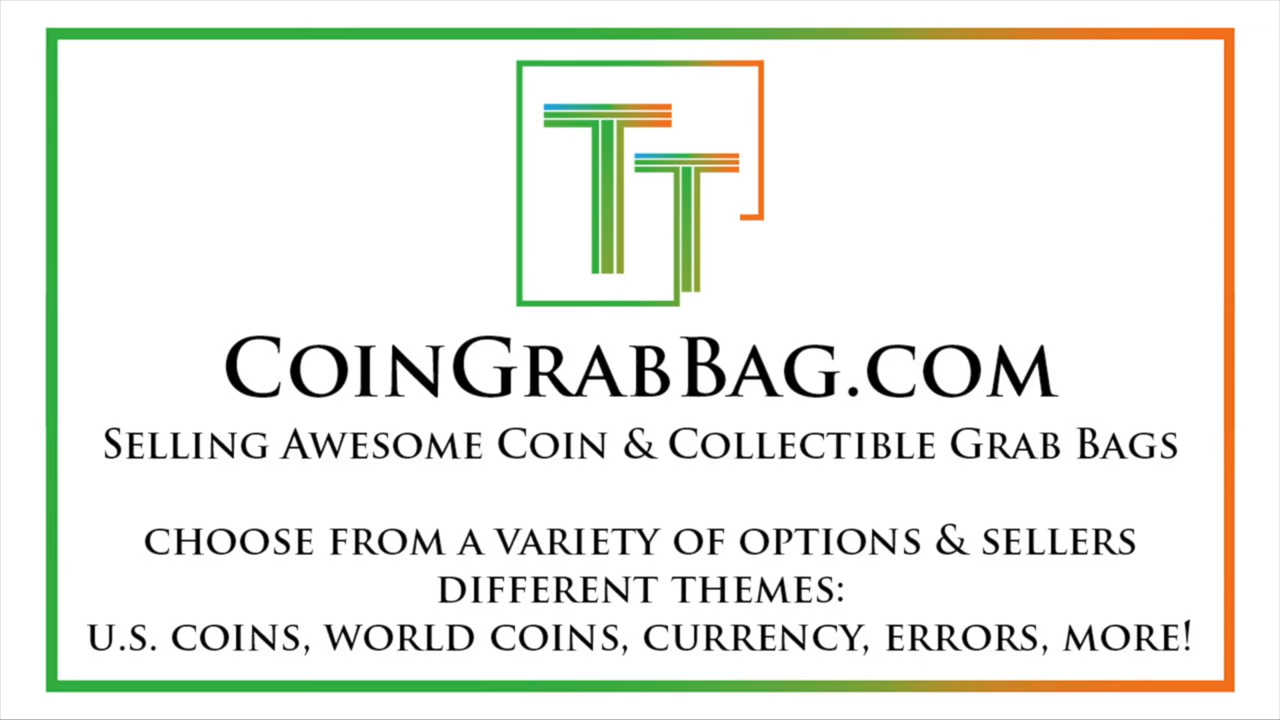 TT
CoinGrabBag.com
Selling Awesome Coin & Collectible Grab Bags
choose from a variety of options & sellers
different themes:
u.s. coins, world coins, currency, errors, more!